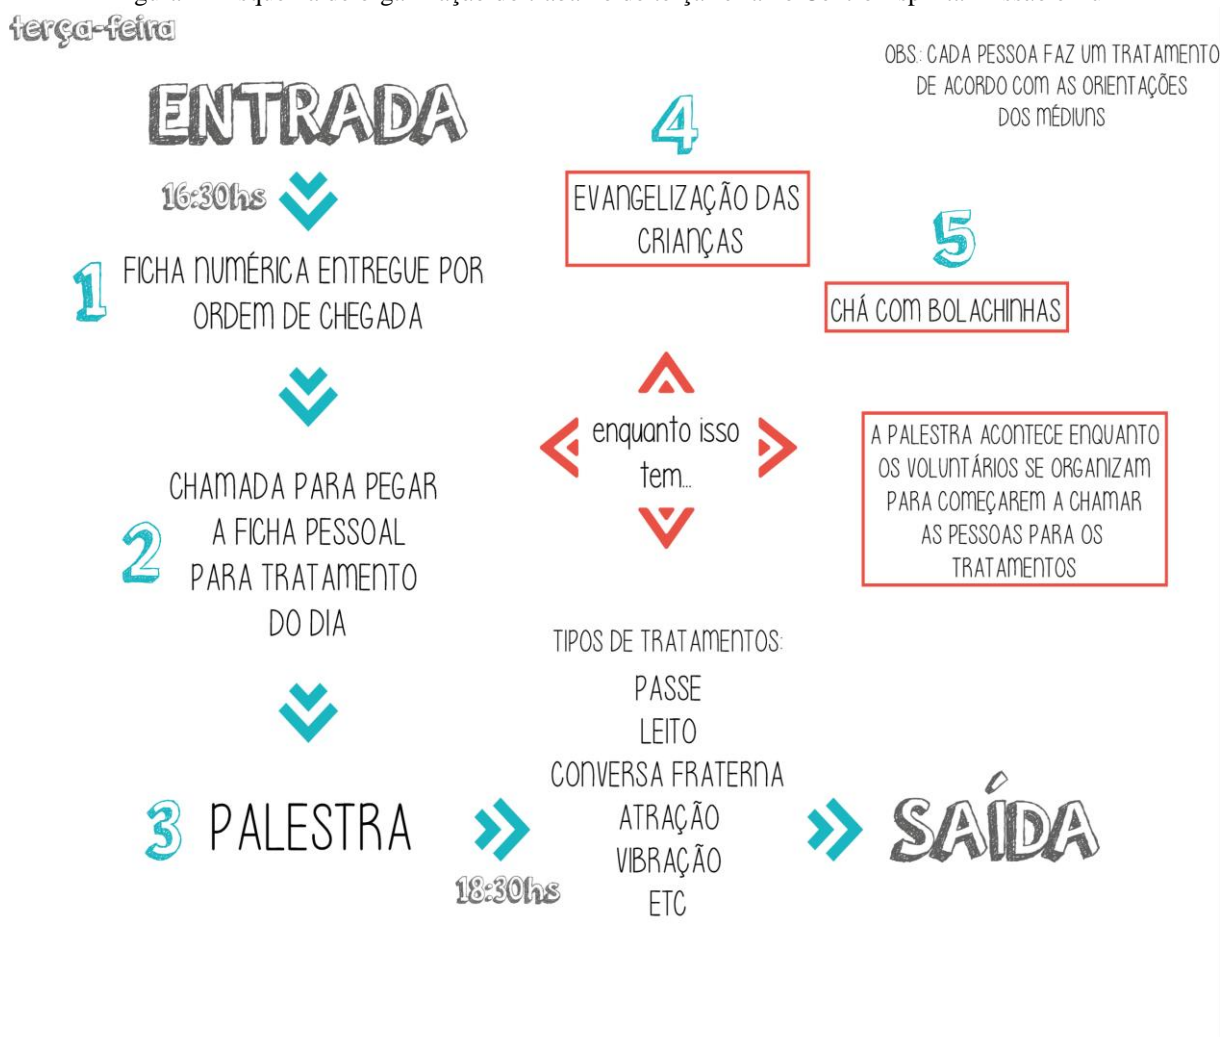 terça-feira
OBS.: CADA PESSOA FAZ UM TRATAMENTO
DE ACORDO COM AS ORIENTAÇÕES
DOS MÉDIUNS
ENTRADA
16:30hs
1
FICHA NUMÉRICA ENTREGUE POR
ORDEM DE CHEGADA
2
CHAMADA PARA PEGAR
A FICHA PESSOAL
PARA TRATAMENTO
DO DIA
3 PALESTRA
18:30hs
4
EVANGELIZAÇÃO DAS
CRIANÇAS
5
CHÁ COM BOLACHINHAS
enquanto isso
tem...
A PALESTRA ACONTECE ENQUANTO
OS VOLUNTÁRIOS SE ORGANIZAM
PARA COMEÇAREM A CHAMAR
AS PESSOAS PARA OS
TRATAMENTOS
TIPOS DE TRATAMENTOS:
PASSE
LEITO
CONVERSA FRATERNA
ATRAÇÃO
VIBRAÇÃO
ETC
SAÍDA